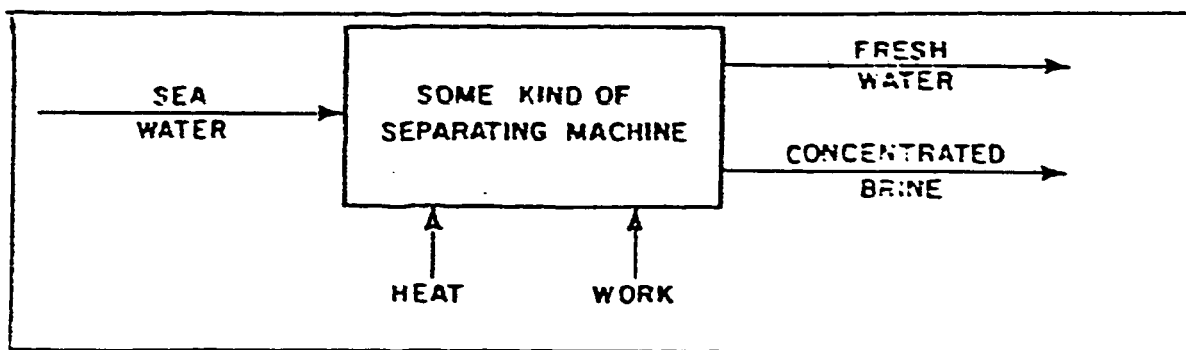 SEA
WATER
SOME KIND OF
SEPARATING MACHINE
FRESH
WATER
CONCENTRATED
BRINE
HEAT
WORK